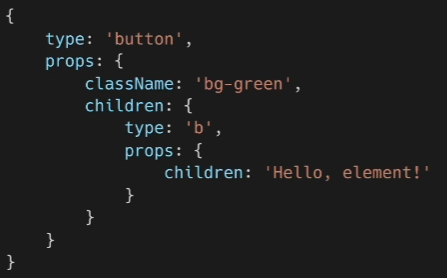 {
    type: 'button',
    props: {
        className: 'bg-green',
        children: {
            type: 'b',
            props: {
                children: 'Hello, element!'
            }
        }
    }
}